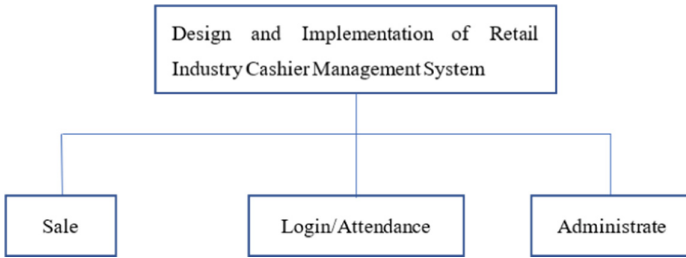 Design and Implementation of Retail
Industry Cashier Management System
Sale
Login/Attendance
Administrate